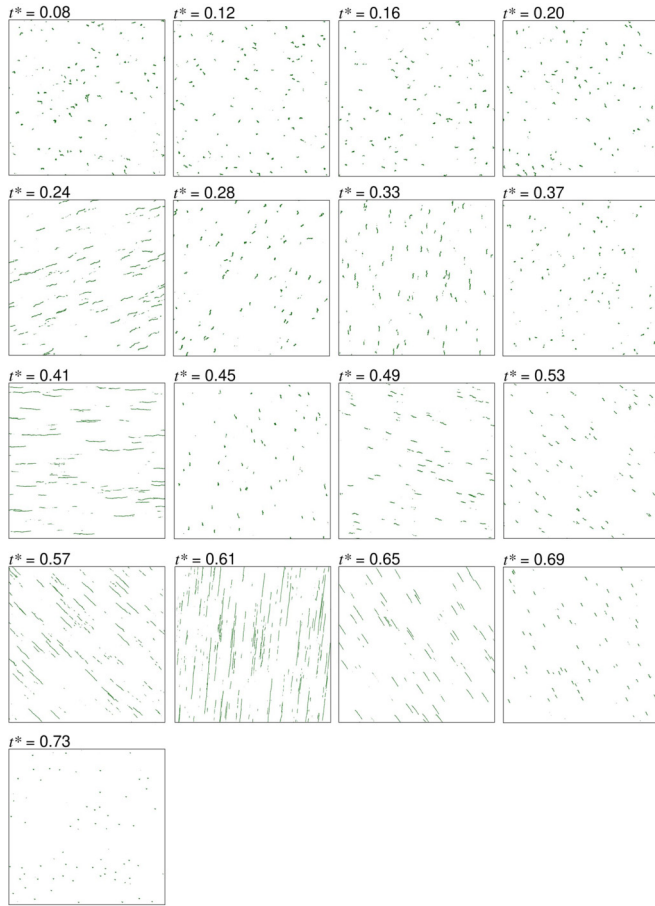 t* = 0.08
t* = 0.12
t* = 0.16
t* = 0.20
t* = 0.24
t* = 0.28
t* = 0.33
t* = 0.37
t* = 0.41
t* = 0.45
t* = 0.49
t* = 0.53
t* = 0.57
t* = 0.61
t* = 0.65
t* = 0.69
t* = 0.73